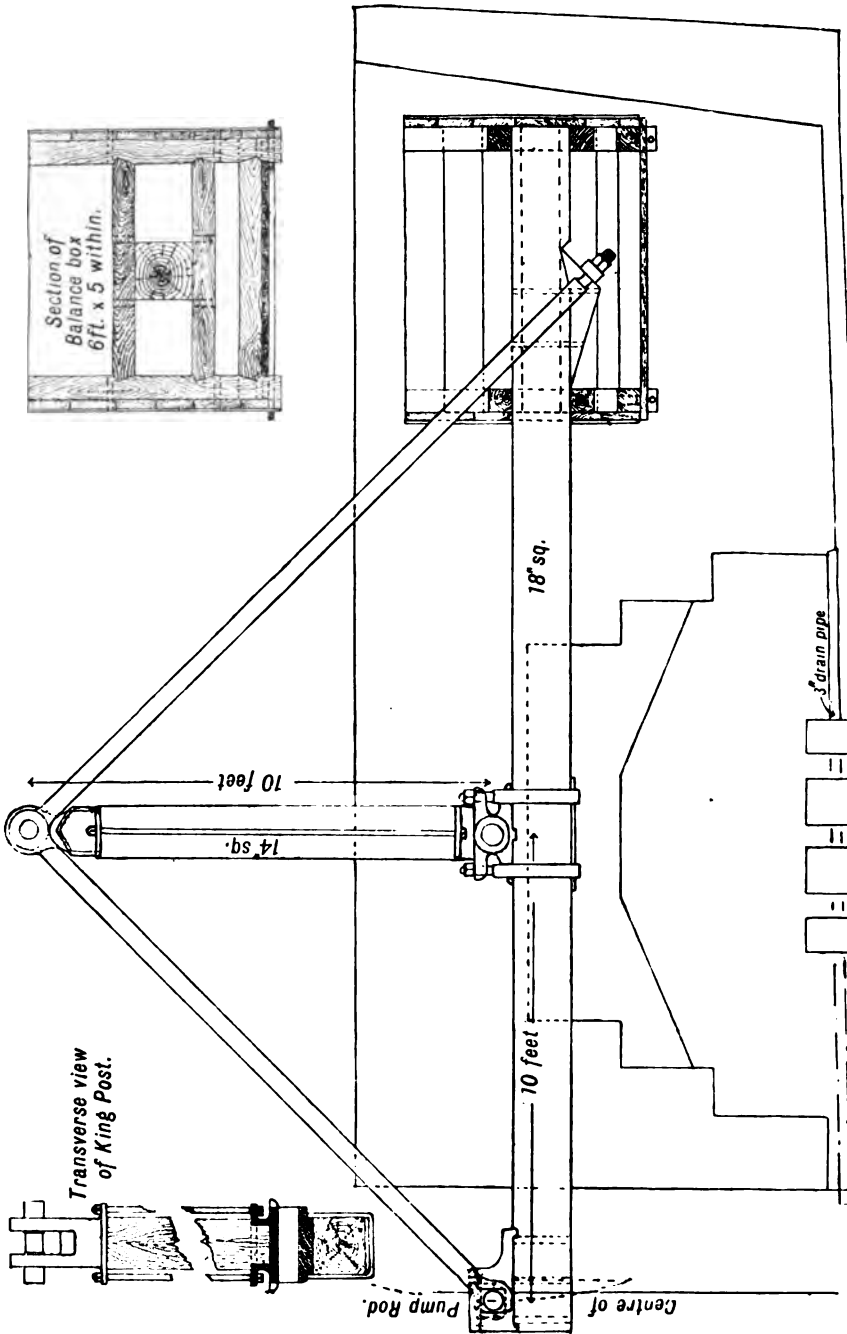 Section of
Balance box
6ft. x 5 within.
10 feet
14" sq.
18" sq.
10 feet
3" drain pipe
Transverse view
of King Post.
Centre of Pump Rod.